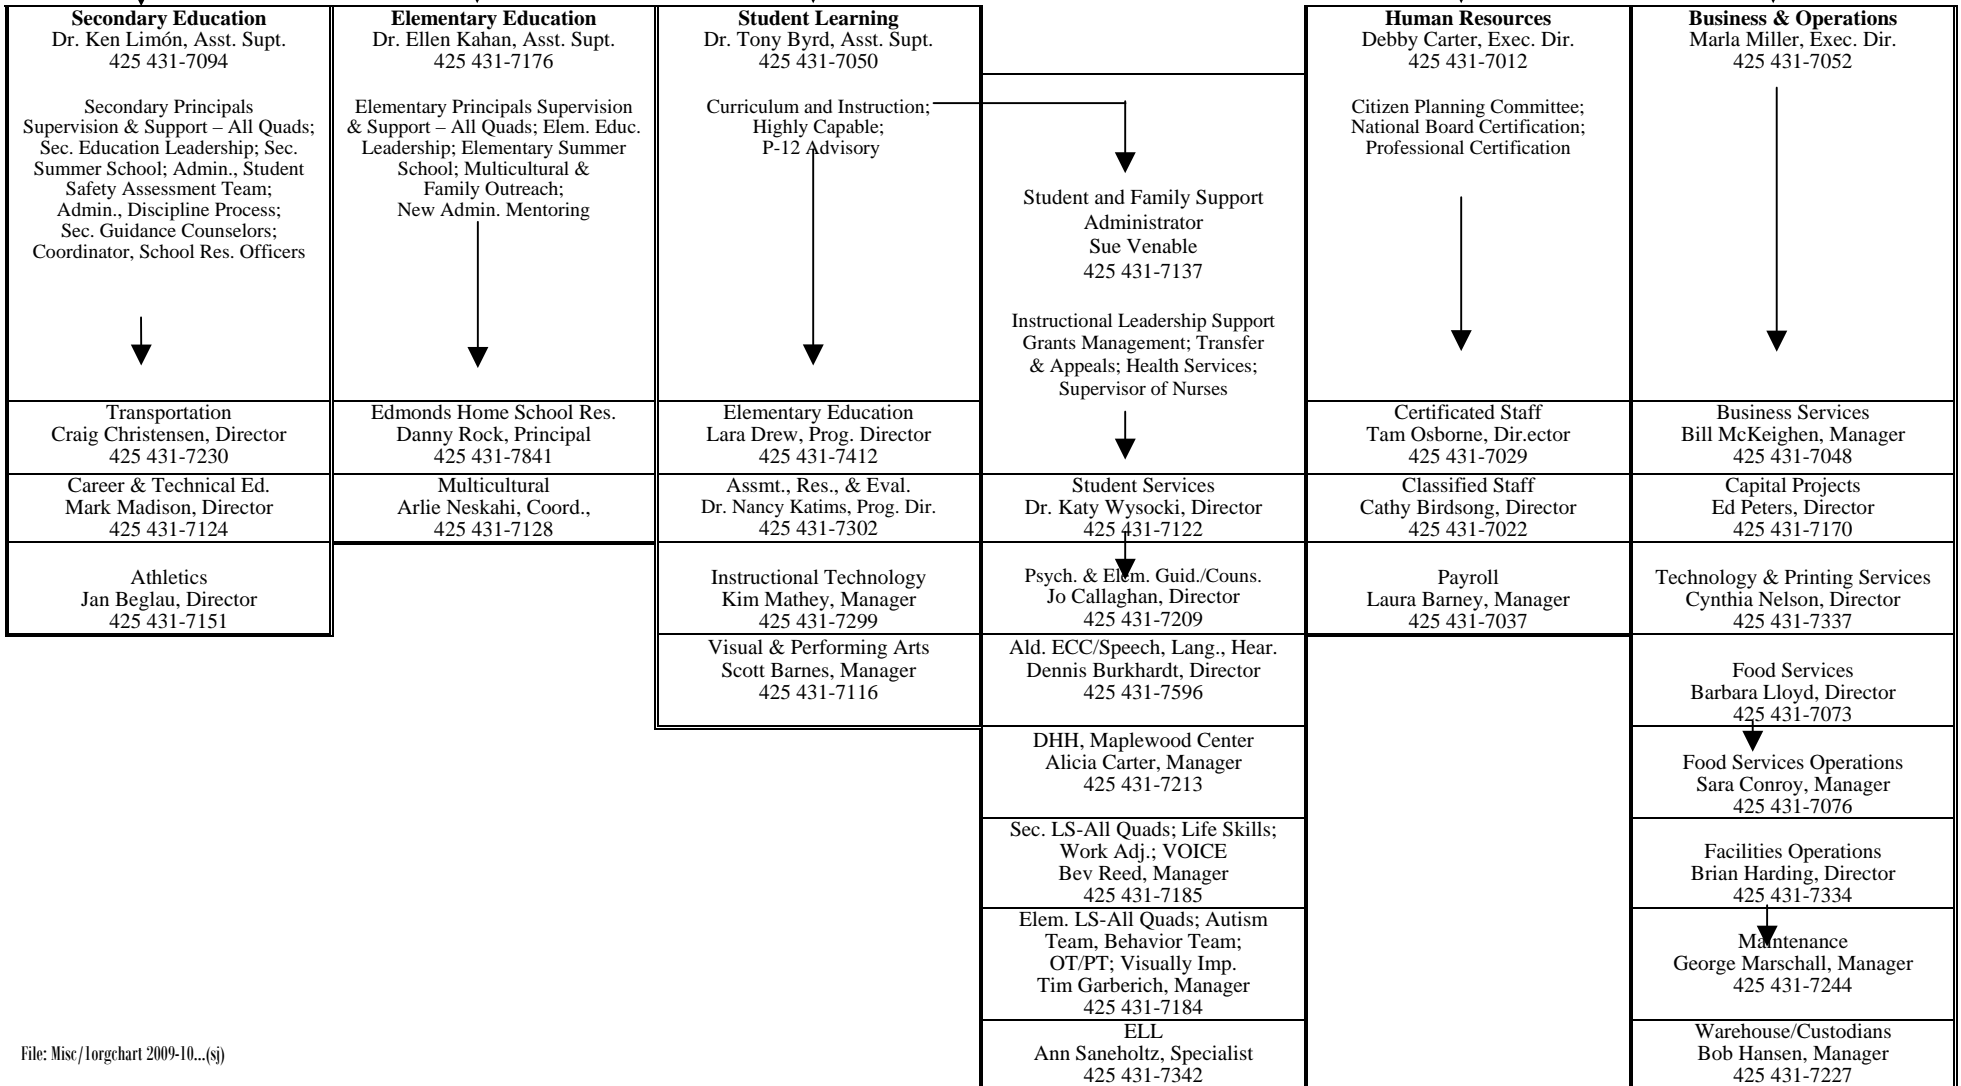 Secondary Education
Dr. Ken Limón, Asst. Supt.
425 431-7094
Secondary Principals
Supervision & Support – All Quads;
Sec. Education Leadership; Sec.
Summer School; Admin., Student
Safety Assessment Team;
Admin., Discipline Process;
Sec. Guidance Counselors;
Coordinator, School Res. Officers
Transportation
Craig Christensen, Director
425 431-7230
Career & Technical Ed.
Mark Madison, Director
425 431-7124
Athletics
Jan Beglau, Director
425 431-7151
Elementary Education
Dr. Ellen Kahan, Asst. Supt.
425 431-7176
Elementary Principals Supervision
& Support – All Quads; Elem. Educ.
Leadership; Elementary Summer
School; Multicultural &
Family Outreach;
New Admin. Mentoring
Edmonds Home School Res.
Danny Rock, Principal
425 431-7841
Multicultural
Arlie Neskahi, Coord.,
425 431-7128
Student Learning
Dr. Tony Byrd, Asst. Supt.
425 431-7050
Curriculum and Instruction;
Highly Capable;
P-12 Advisory
Elementary Education
Lara Drew, Prog. Director
425 431-7412
Assmt., Res., & Eval.
Dr. Nancy Katims, Prog. Dir.
425 431-7302
Instructional Technology
Kim Mathey, Manager
425 431-7299
Visual & Performing Arts
Scott Barnes, Manager
425 431-7116
Student and Family Support
Administrator
Sue Venable
425 431-7137
Instructional Leadership Support
Grants Management; Transfer
& Appeals; Health Services;
Supervisor of Nurses
Student Services
Dr. Katy Wysocki, Director
425 431-7122
Psych. & Elem. Guid./Couns.
Jo Callaghan, Director
425 431-7209
Ald. ECC/Speech, Lang., Hear.
Dennis Burkhardt, Director
425 431-7596
DHH, Maplewood Center
Alicia Carter, Manager
425 431-7213
Sec. LS-All Quads; Life Skills;
Work Adj.; VOICE
Bev Reed, Manager
425 431-7185
Elem. LS-All Quads; Autism
Team, Behavior Team;
OT/PT; Visually Imp.
Tim Garberich, Manager
425 431-7184
ELL
Ann Saneholtz, Specialist
425 431-7342
Human Resources
Debby Carter, Exec. Dir.
425 431-7012
Citizen Planning Committee;
National Board Certification;
Professional Certification
Certificated Staff
Tam Osborne, Dir.ector
425 431-7029
Classified Staff
Cathy Birdsong, Director
425 431-7022
Payroll
Laura Barney, Manager
425 431-7037
Business & Operations
Marla Miller, Exec. Dir.
425 431-7052
Business Services
Bill McKeighen, Manager
425 431-7048
Capital Projects
Ed Peters, Director
425 431-7170
Technology & Printing Services
Cynthia Nelson, Director
425 431-7337
Food Services
Barbara Lloyd, Director
425 431-7073
Food Services Operations
Sara Conroy, Manager
425 431-7076
Facilities Operations
Brian Harding, Director
425 431-7334
Maintenance
George Marschall, Manager
425 431-7244
Warehouse/Custodians
Bob Hansen, Manager
425 431-7227
File: Misc/1orgchart 2009-10...(sj)